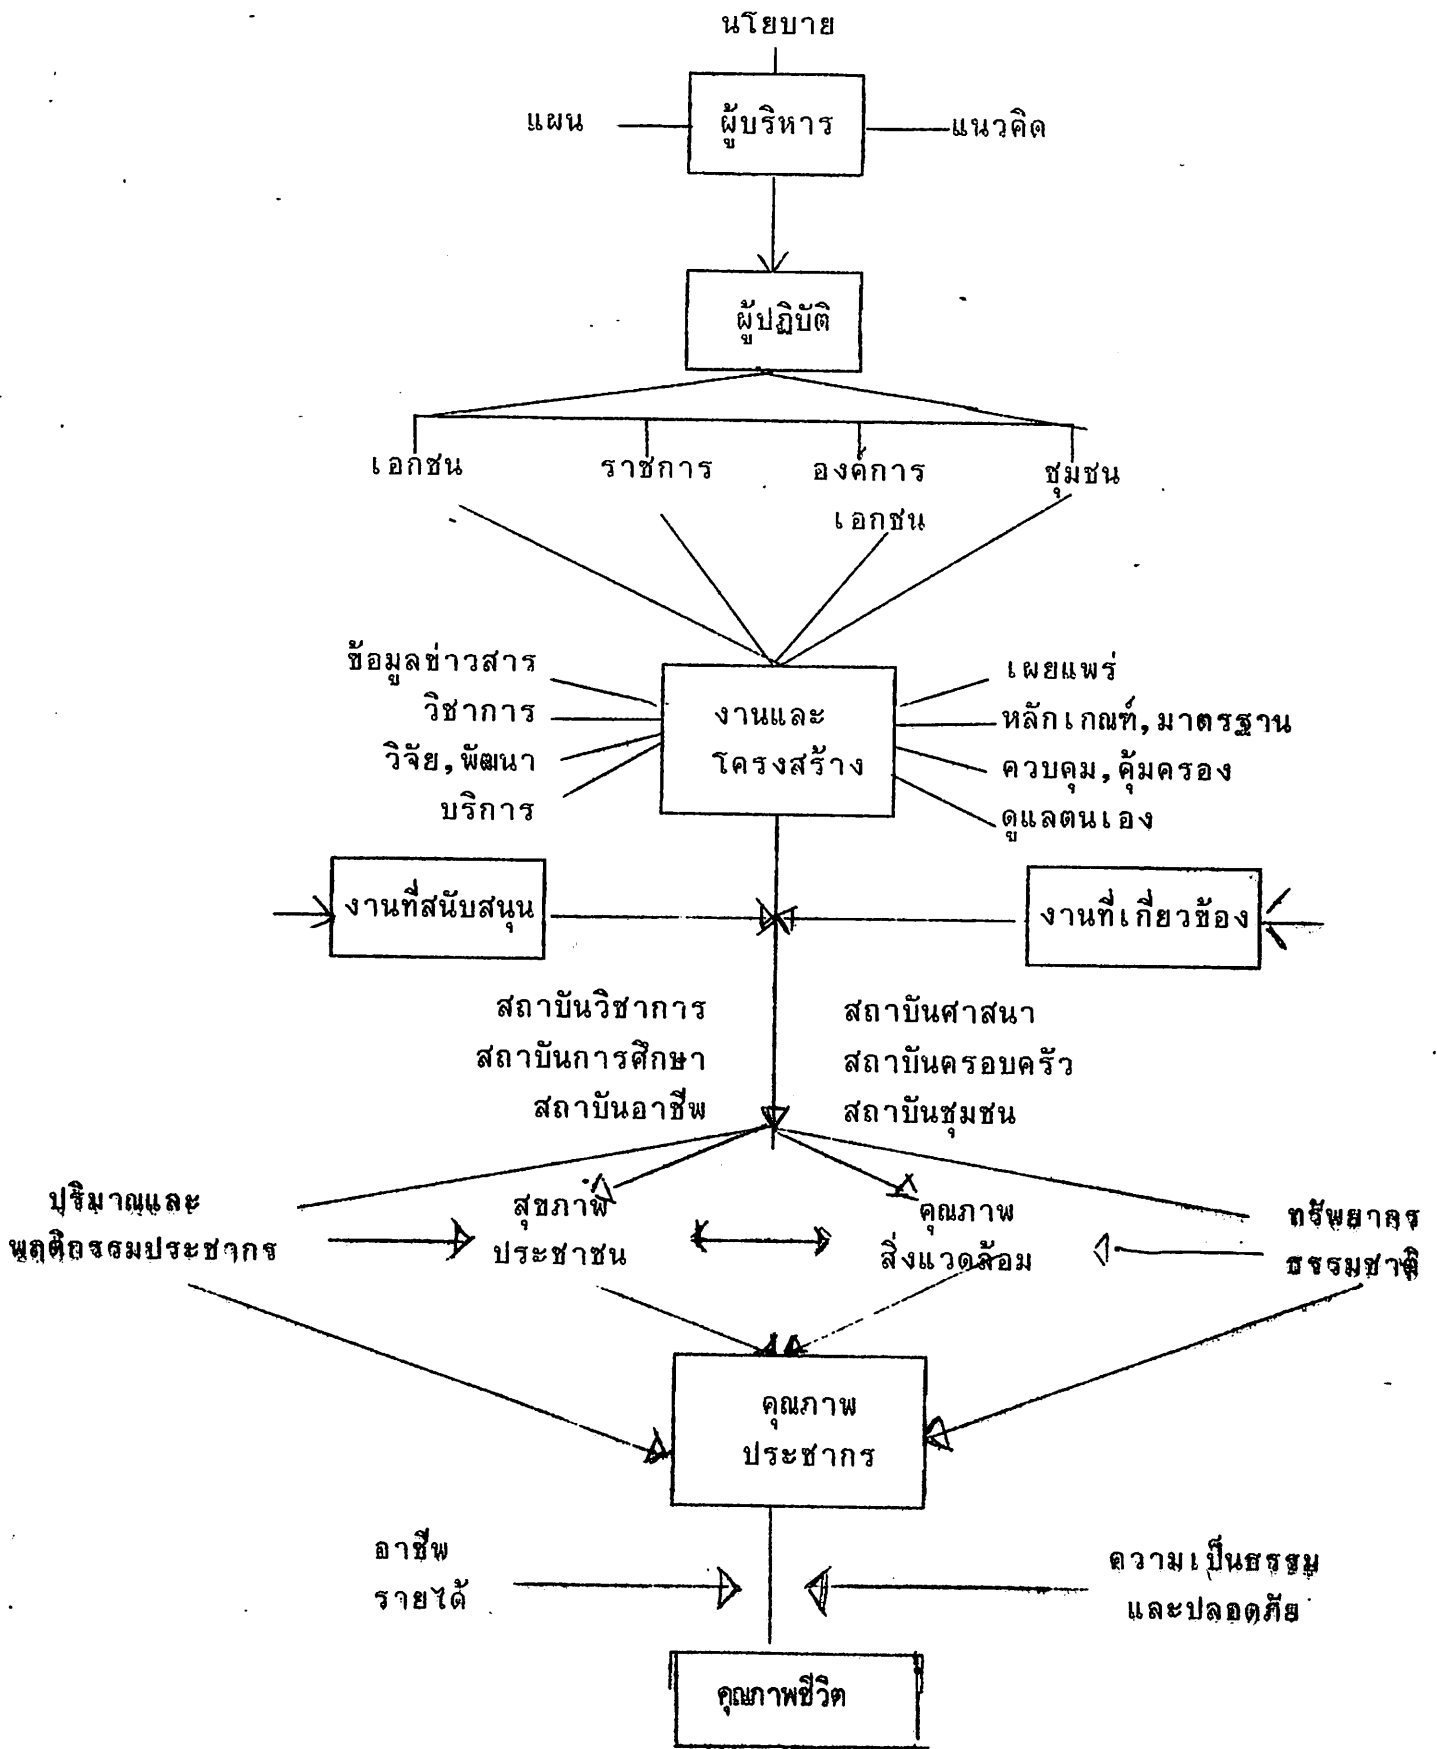 นโยบาย
แผน
ผู้บริหาร
แนวคิด
ผู้ปฏิบัติ
เอกชน
ราชการ
องค์การ
เอกชน
ชุมชน
ข้อมูลข่าวสาร
วิชาการ
วิจัย,พัฒนา
บริการ
งานและ
โครงสร้าง
เผยแพร่
หลักเกณฑ์,มาตรฐาน
ควบคุม,คุ้มครอง
ดูแลตนเอง
งานที่สนับสนุน
งานที่เกี่ยวข้อง
สถาบันวิชาการ
สถาบันการศึกษา
สถาบันอาชีพ
สถาบันศาสนา
สถาบันครอบครัว
สถาบันชุมชน
ปริมาณและ
พฤติกรรมประชากร
สุขภาพ
ประชาชน
คุณภาพ
สิ่งแวดล้อม
ทรัพยากร
ธรรมชาติ
คุณภาพ
ประชากร
อาชีพ
รายได้
ความเป็นธรรม
และปลอดภัย
คุณภาพชีวิต